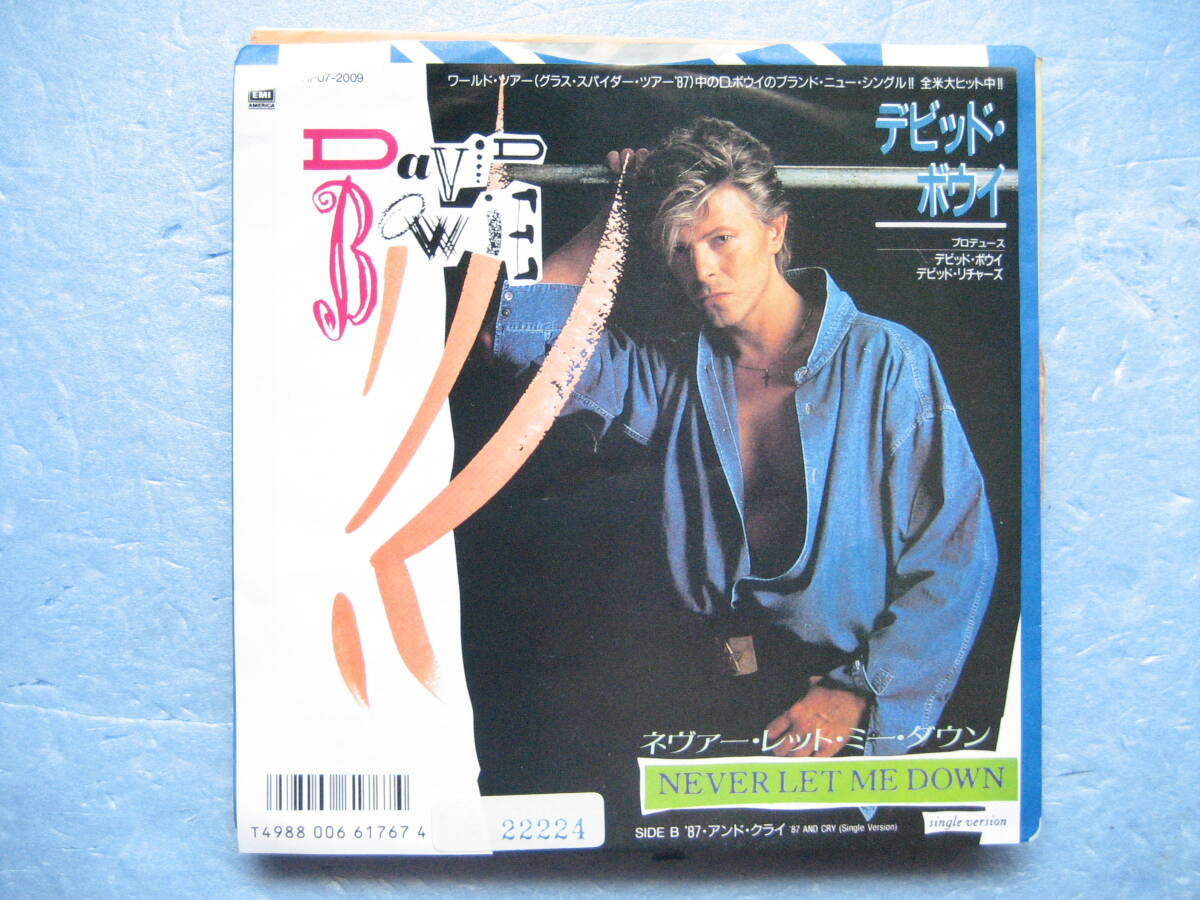 07-2009
EMI
AMERICA
ワールド・ツアー(グラス・スパイダー・ツアー'87)中のD.ボウイのブランド・ニュー・シングル!! 全米大ヒット中!!
DaViD
BOWiE
デビッド・
ボウイ
プロデュース
デビッド・ボウイ
デビッド・リチャーズ
ネヴァー・レット・ミー・ダウン
NEVER LET ME DOWN
single version
SIDE B '87・アンド・クライ '87 AND CRY (Single Version)
T4988 006 61767 4
22224